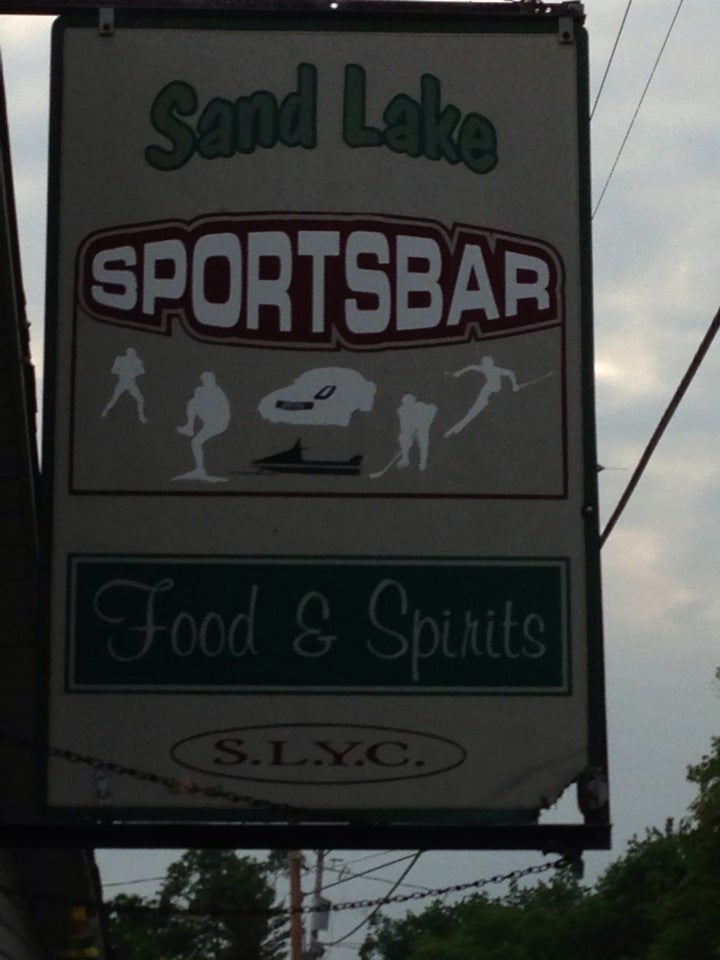 Sand Lake
SPORTSBAR
Food & Spirits
S.L.Y.C.